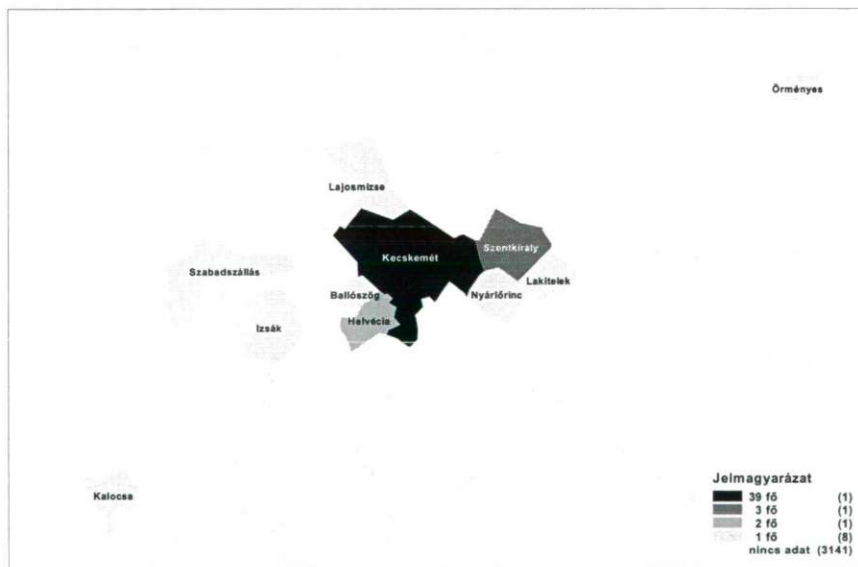 Örményes
Lajosmizse
Szentkirály
Kecskemét
Szabadszállás
Lakitelek
Ballószög
Nyárlőrinc
Izsák
Helvécia
Kalocsa
Jelmagyarázat
39 fő (1)
3 fő (1)
2 fő (1)
1 fő (8)
nincs adat (3141)